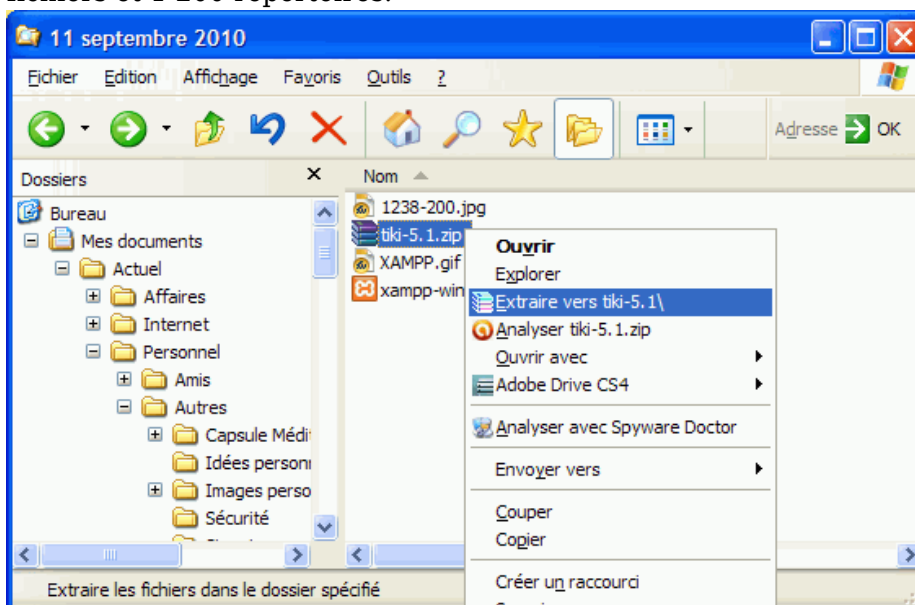 11 septembre 2010
Fichier Edition Affichage Favoris Outils ?
Adresse OK
Dossiers X
Nom
Bureau
Mes documents
Actuel
Affaires
Internet
Personnel
Amis
Autres
Capsule Médi
Idées personn
Images perso
Sécurité
1238-200.jpg
tiki-5.1.zip
XAMPP.gif
xampp-win
Ouvrir
Explorer
Extraire vers tiki-5.1\
Analyser tiki-5.1.zip
Ouvrir avec
Adobe Drive CS4
Analyser avec Spyware Doctor
Envoyer vers
Couper
Copier
Créer un raccourci
Extraire les fichiers dans le dossier spécifié